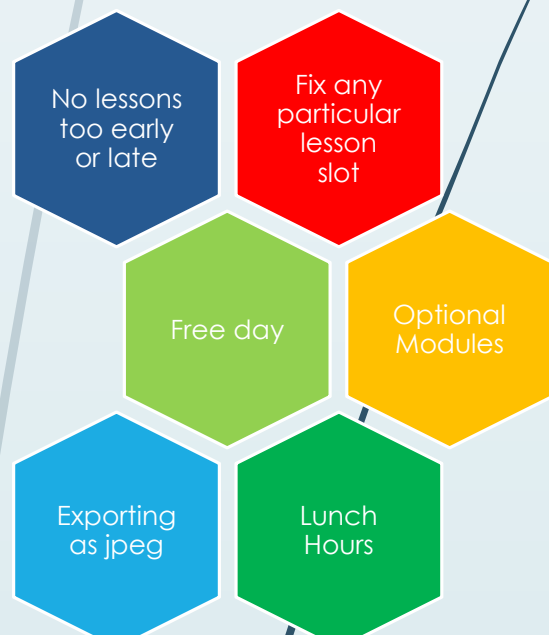 No lessons
too early
or late
Fix any
particular
lesson
slot
Free day
Optional
Modules
Exporting
as jpeg
Lunch
Hours